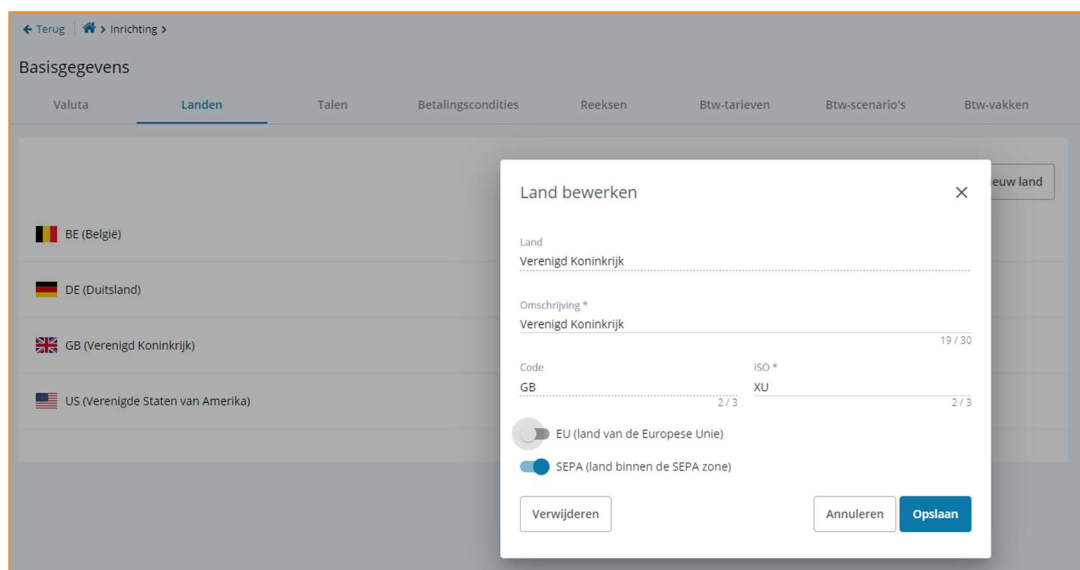 Terug > Inrichting >
Basisgegevens
Valuta Landen Talen Betalingscondities Reeksen Btw-tarieven Btw-scenario's Btw-vakken
euw land
Land bewerken
BE (België)
Land
Verenigd Koninkrijk
DE (Duitsland)
Omschrijving *
Verenigd Koninkrijk
19 / 30
GB (Verenigd Koninkrijk)
Code ISO *
GB XU
2 / 3 2 / 3
US (Verenigde Staten van Amerika)
EU (land van de Europese Unie)
SEPA (land binnen de SEPA zone)
Verwijderen Annuleren Opslaan